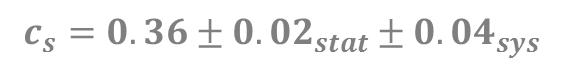 c_s = 0.36 ± 0.02_stat ± 0.04_sys